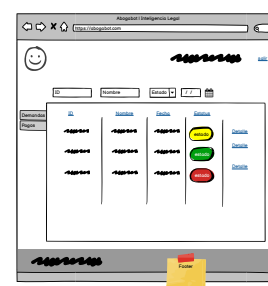 Abogabot | Inteligencia Legal
https://abogabot.com
salir
ID Nombre Estado / /
Demandas
Pagos
ID Nombre Fecha Estatus
estado Detalle
estado Detalle
estado Detalle
Footer